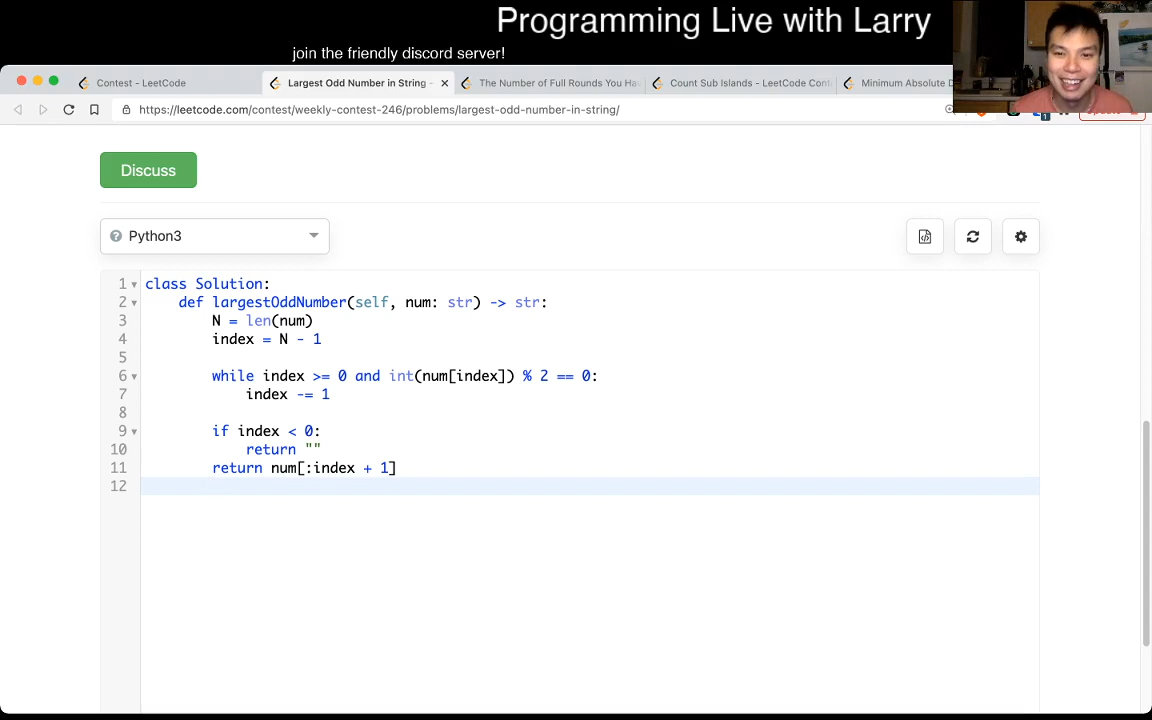 Programming Live with Larry
join the friendly discord server!
Contest - LeetCode
Largest Odd Number in String -
The Number of Full Rounds You Ha
Count Sub Islands - LeetCode Con
Minimum Absolute D
https://leetcode.com/contest/weekly-contest-246/problems/largest-odd-number-in-string/
Discuss
Python3
1 class Solution:
2 def largestOddNumber(self, num: str) -> str:
3 N = len(num)
4 index = N - 1
5
6 while index >= 0 and int(num[index]) % 2 == 0:
7 index -= 1
8
9 if index < 0:
10 return ""
11 return num[:index + 1]
12